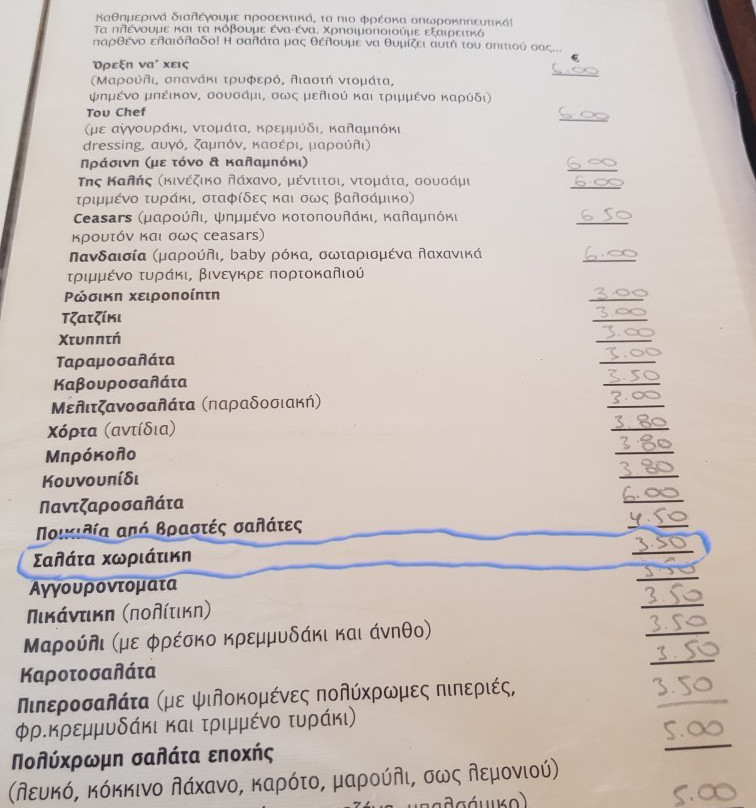 Καθημερινά διαλέγουμε προσεκτικά, τα πιο φρέσκα οπωροκηπευτικά!
Τα πλένουμε και τα κόβουμε ένα-ένα. Χρησιμοποιούμε εξαιρετικό
παρθένο ελαιόλαδο! Η σαλάτα μας θέλουμε να θυμίζει αυτή του σπιτιού σας...
€
Όρεξη να' χεις 6.00
(Μαρούλι, σπανάκι τρυφερό, λιαστή ντομάτα,
ψημένο μπέικον, σουσάμι, σως μελιού και τριμμένο καρύδι)
Του Chef 6.00
(με αγγουράκι, ντομάτα, κρεμμύδι, καλαμπόκι
dressing, αυγό, ζαμπόν, κασέρι, μαρούλι)
Πράσινη (με τόνο & καλαμπόκι) 6.00
Της Καλής (κινέζικο λάχανο, μέντιτσι, ντομάτα, σουσάμι 6.00
τριμμένο τυράκι, σταφίδες και σως βαλσάμικο)
Ceasars (μαρούλι, ψημένο κοτοπουλάκι, καλαμπόκι 6 50
κρουτόν και σως ceasars)
Πανδαισία (μαρούλι, baby ρόκα, σωταρισμένα λαχανικά 6.00
τριμμένο τυράκι, βινεγκρε πορτοκαλιού
Ρώσικη χειροποίητη 3.00
Τζατζίκι 3.00
Χτυπητή 3.00
Ταραμοσαλάτα 3.00
Καβουροσαλάτα 3.50
Μελιτζανοσαλάτα (παραδοσιακή) 3.00
Χόρτα (αντίδια) 3.80
Μπρόκολο 3.80
Κουνουπίδι 3.80
Παντζαροσαλάτα 6.00
Ποικιλία από βραστές σαλάτες 4.50
Σαλάτα χωριάτικη 3.50
Αγγουροντομάτα 3.50
Πικάντικη (πολίτικη) 3.50
Μαρούλι (με φρέσκο κρεμμυδάκι και άνηθο) 3.50
Καροτοσαλάτα 3.50
Πιπεροσαλάτα (με ψιλοκομένες πολύχρωμες πιπεριές, 3.50
φρ.κρεμμυδάκι και τριμμένο τυράκι) 5.00
Πολύχρωμη σαλάτα εποχής
(λευκό, κόκκινο λάχανο, καρότο, μαρούλι, σως λεμονιού) 5.00